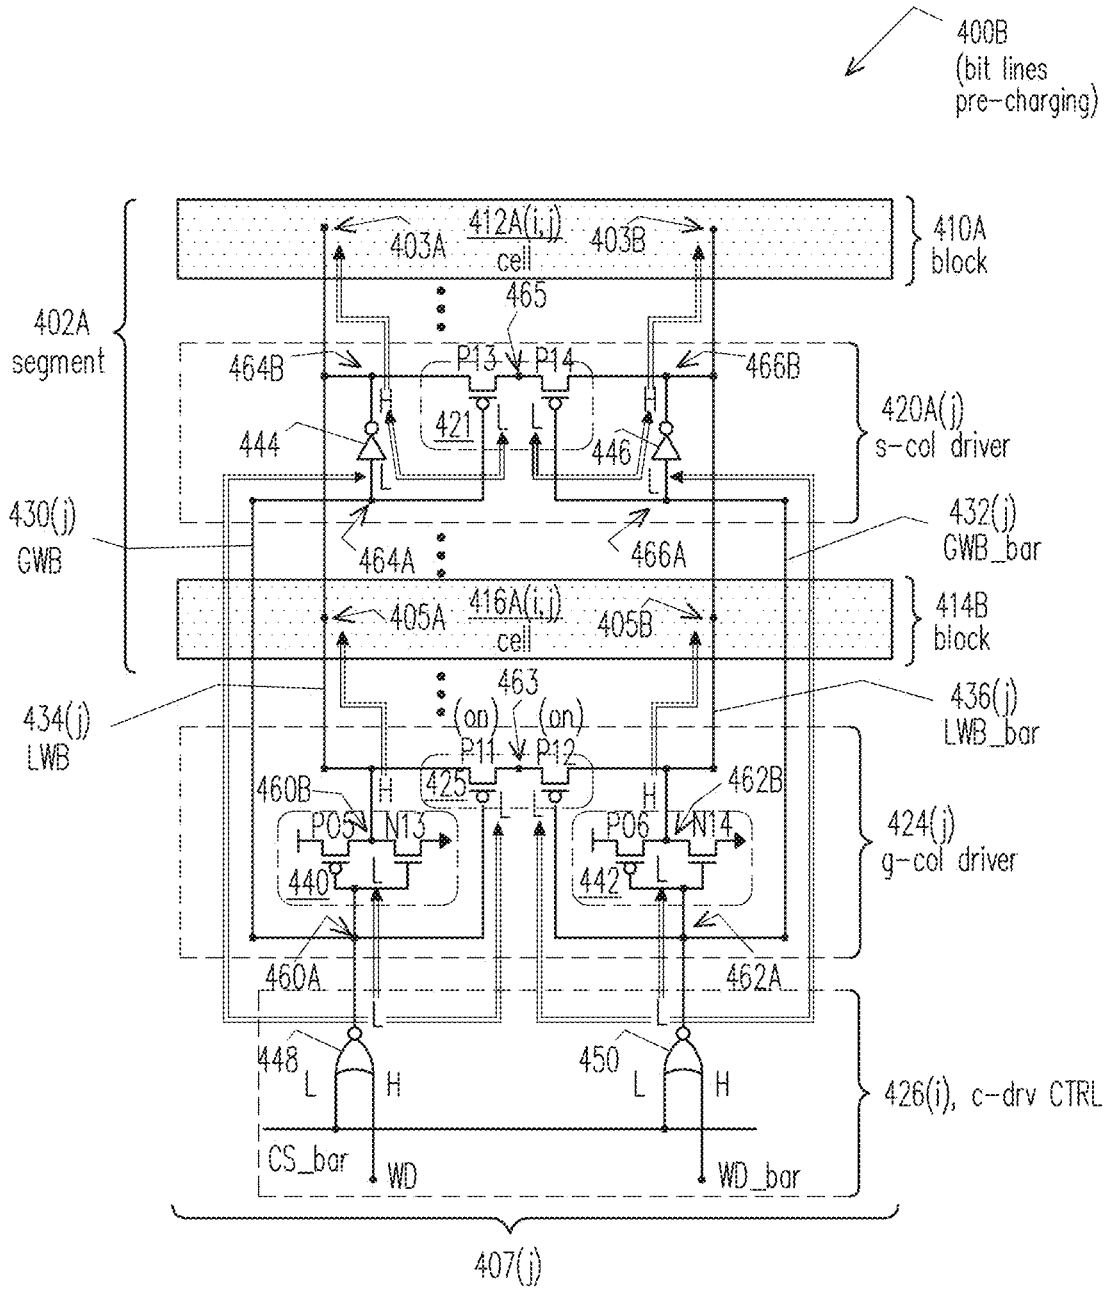 400B
(bit lines
pre-charging)
412A(i,j)
cell
403A
403B
410A
block
465
402A
segment
464B
P13
P14
466B
H
H
L
L
421
444
446
420A(j)
s-col driver
L
L
430(j)
GWB
464A
466A
432(j)
GWB_bar
416A(i,j)
cell
405A
405B
414B
block
463
(on)
(on)
434(j)
LWB
436(j)
LWB_bar
P11
P12
425
460B
H
L
L
H
462B
P05
N13
P06
N14
L
L
440
442
424(j)
g-col driver
460A
462A
L
L
448
450
L
H
L
H
426(i), c-drv CTRL
CS_bar
WD
WD_bar
407(j)